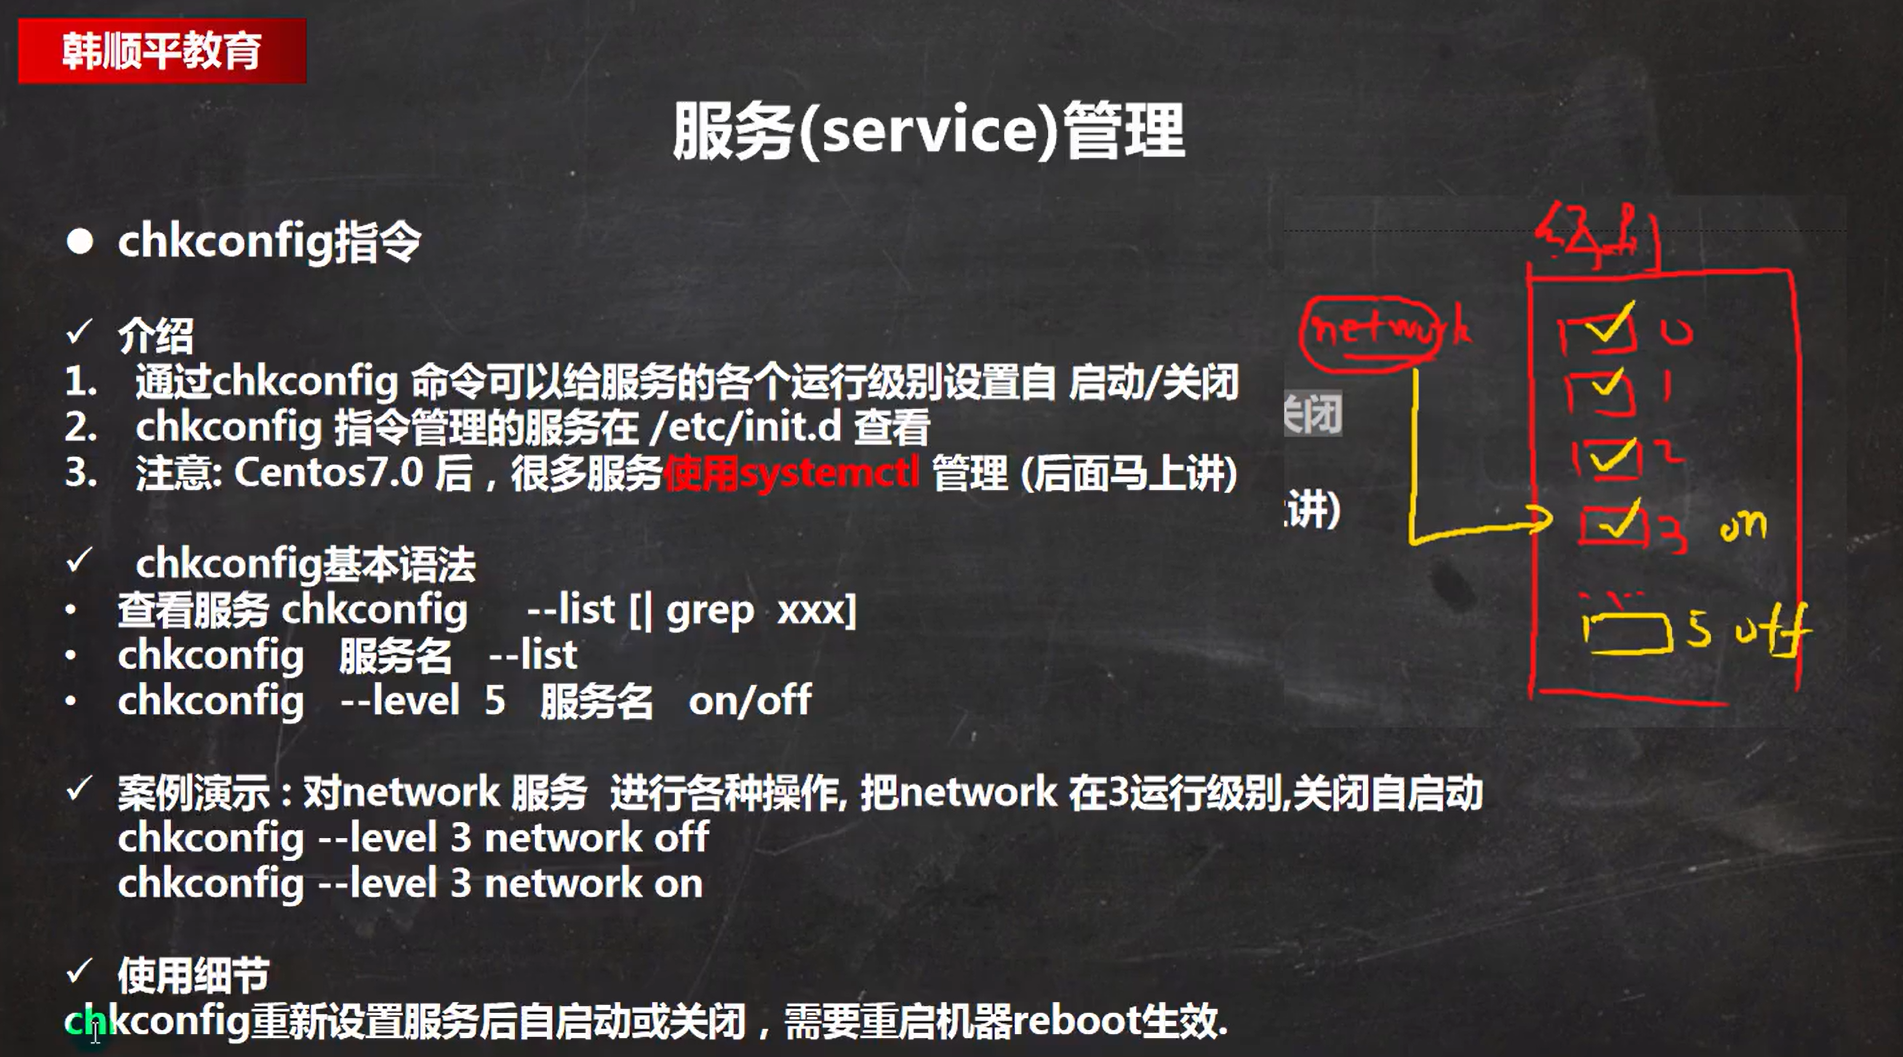 韩顺平教育
服务(service)管理
● chkconfig指令
✓ 介绍
1. 通过chkconfig 命令可以给服务的各个运行级别设置自 启动/关闭
2. chkconfig 指令管理的服务在 /etc/init.d 查看
3. 注意: Centos7.0 后，很多服务使用systemctl 管理 (后面马上讲)
✓ chkconfig基本语法
• 查看服务 chkconfig --list [| grep xxx]
• chkconfig 服务名 --list
• chkconfig --level 5 服务名 on/off
✓ 案例演示 : 对network 服务 进行各种操作, 把network 在3运行级别,关闭自启动
chkconfig --level 3 network off
chkconfig --level 3 network on
✓ 使用细节
chkconfig重新设置服务后自启动或关闭，需要重启机器reboot生效.
network
0
1
2
3 on
5 off
关闭
讲)